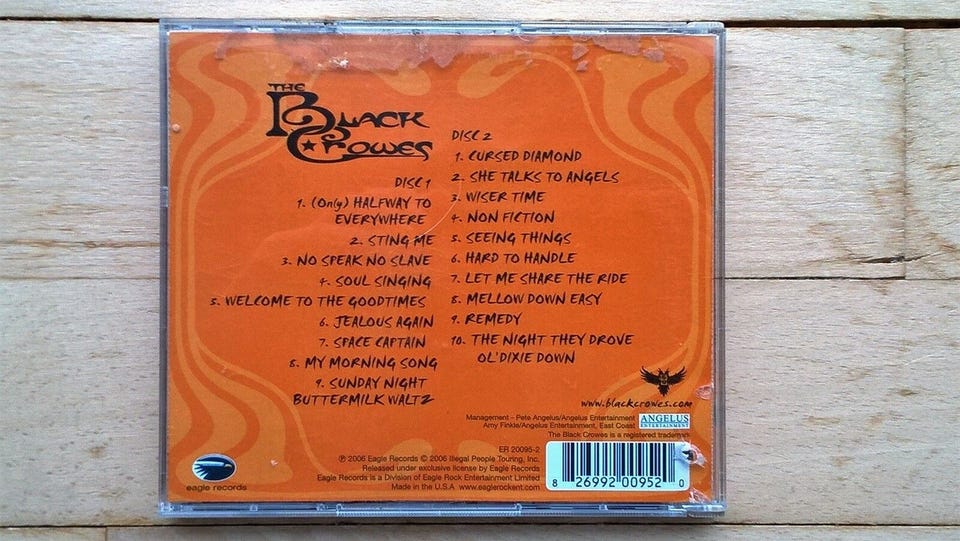 THE
BLACK
CROWES
DISC 1
1. (Only) HALFWAY TO
EVERYWHERE
2. STING ME
3. NO SPEAK NO SLAVE
4. SOUL SINGING
5. WELCOME TO THE GOODTIMES
6. JEALOUS AGAIN
7. SPACE CAPTAIN
8. MY MORNING SONG
9. SUNDAY NIGHT
BUTTERMILK WALTZ
DISC 2
1. CURSED DIAMOND
2. SHE TALKS TO ANGELS
3. WISER TIME
4. NON FICTION
5. SEEING THINGS
6. HARD TO HANDLE
7. LET ME SHARE THE RIDE
8. MELLOW DOWN EASY
9. REMEDY
10. THE NIGHT THEY DROVE
OL' DIXIE DOWN
www.blackcrowes.com
Management - Pete Angelus/Angelus Entertainment
Amy Finkle/Angelus Entertainment, East Coast
The Black Crowes is a registered trademark
ANGELUS
ENTERTAINMENT
ER 20095-2
℗ 2006 Eagle Records © 2006 Illegal People Touring, Inc.
Released under exclusive license by Eagle Records
Eagle Records is a Division of Eagle Rock Entertainment Limited
Made in the U.S.A. www.eaglerockent.com
eagle records
8 26992 00952 0